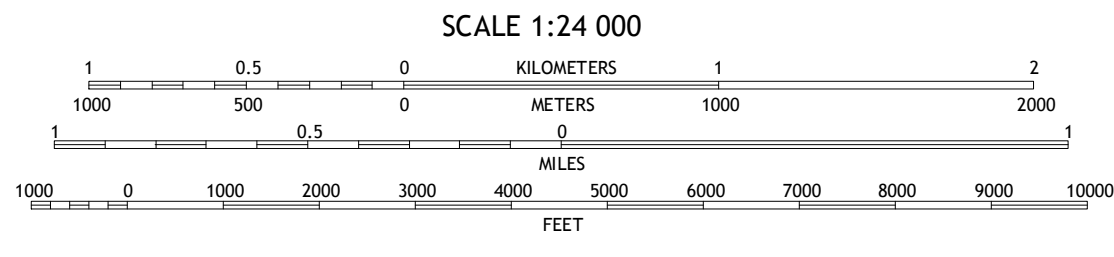 SCALE 1:24 000
1 0.5 0 KILOMETERS 1 2
1000 500 0 METERS 1000 2000
1 0.5 0 1
MILES
1000 0 1000 2000 3000 4000 5000 6000 7000 8000 9000 10000
FEET